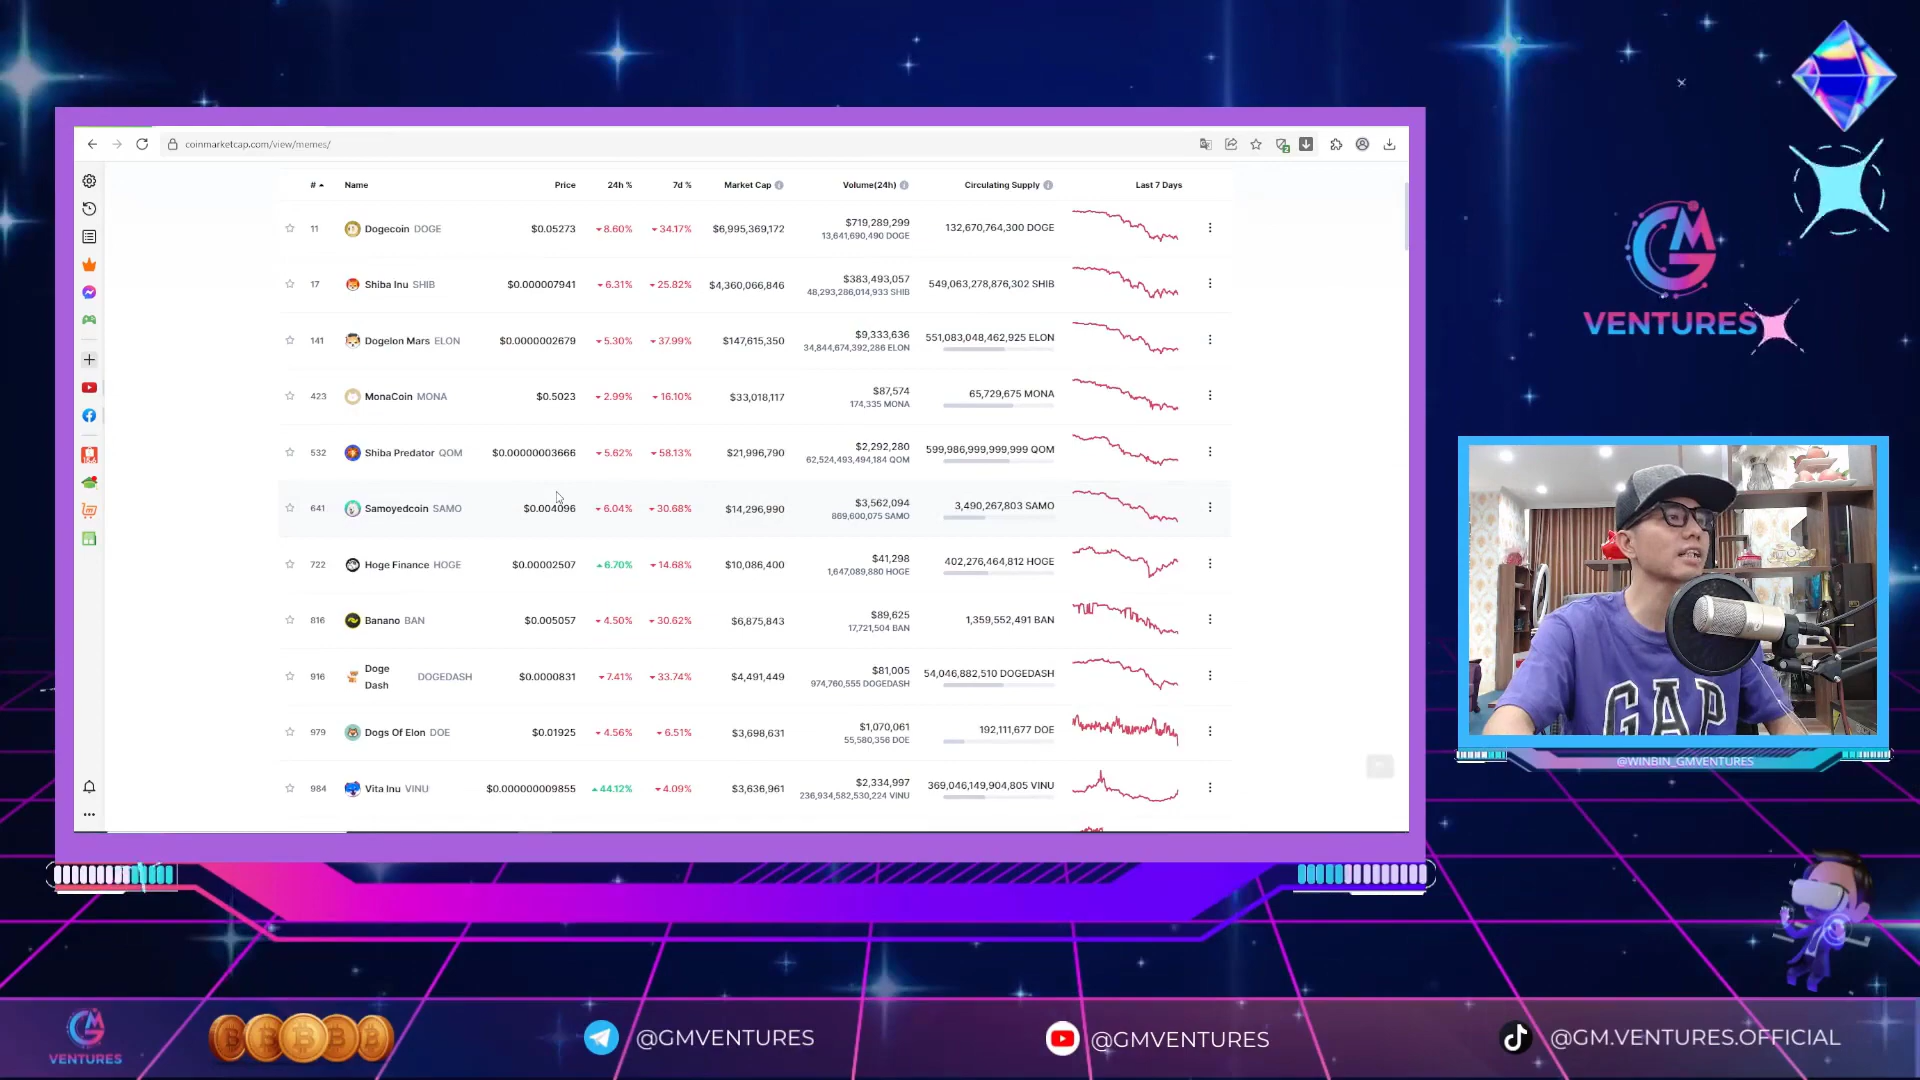 coinmarketcap.com/view/memes/
# Name Price 24h % 7d % Market Cap Volume(24h) Circulating Supply Last 7 Days
11 Dogecoin DOGE $0.05273 8.60% 34.17% $6,995,369,172 $719,289,299 132,670,764,300 DOGE
13,641,690,490 DOGE
17 Shiba Inu SHIB $0.000007941 6.31% 25.82% $4,360,066,846 $383,493,057 549,063,278,876,302 SHIB
48,293,286,014,933 SHIB
141 Dogelon Mars ELON $0.0000002679 5.30% 37.99% $147,615,350 $9,333,636 551,083,048,462,925 ELON
34,844,674,392,286 ELON
423 MonaCoin MONA $0.5023 2.99% 16.10% $33,018,117 $87,574 65,729,675 MONA
174,335 MONA
532 Shiba Predator QOM $0.00000003666 5.62% 58.13% $21,996,790 $2,292,280 599,986,999,999,999 QOM
62,524,493,494,184 QOM
641 Samoyedcoin SAMO $0.004096 6.04% 30.68% $14,296,990 $3,562,094 3,490,267,803 SAMO
869,600,075 SAMO
722 Hoge Finance HOGE $0.00002507 6.70% 14.68% $10,086,400 $41,298 402,276,464,812 HOGE
1,647,089,880 HOGE
816 Banano BAN $0.005057 4.50% 30.62% $6,875,843 $89,625 1,359,552,491 BAN
17,721,504 BAN
916 Doge Dash DOGEDASH $0.0000831 7.41% 33.74% $4,491,449 $81,005 54,046,882,510 DOGEDASH
974,760,555 DOGEDASH
979 Dogs Of Elon DOE $0.01925 4.56% 6.51% $3,698,631 $1,070,061 192,111,677 DOE
55,580,356 DOE
984 Vita Inu VINU $0.000000009855 44.12% 4.09% $3,636,961 $2,334,997 369,046,149,904,805 VINU
236,934,582,530,224 VINU
GM
VENTURES
GAP
@WINBIN_GMVENTURES
GM
VENTURES
@GMVENTURES
@GMVENTURES
@GM.VENTURES.OFFICIAL